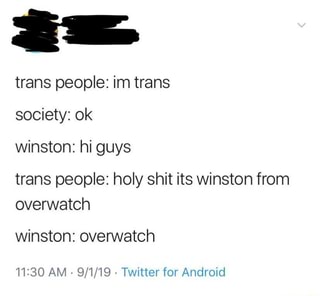 trans people: im trans
society: ok
winston: hi guys
trans people: holy shit its winston from
overwatch
winston: overwatch
11:30 AM · 9/1/19 · Twitter for Android